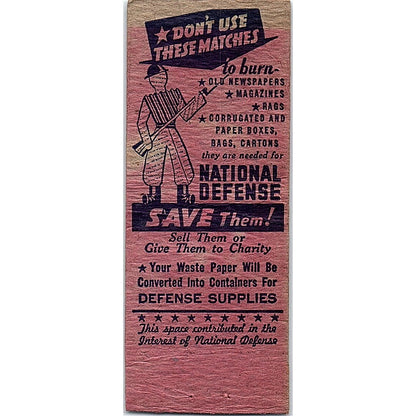 ★ DON'T USE
THESE MATCHES
to burn-
★ OLD NEWSPAPERS
★ MAGAZINES
★ RAGS
★ CORRUGATED AND
PAPER BOXES,
BAGS, CARTONS
they are needed for
NATIONAL
DEFENSE
SAVE Them!
Sell Them or
Give Them to Charity
★ Your Waste Paper Will Be
Converted Into Containers For
DEFENSE SUPPLIES
★ ★ ★ ★ ★ ★ ★ ★ ★
This space contributed in the
Interest of National Defense